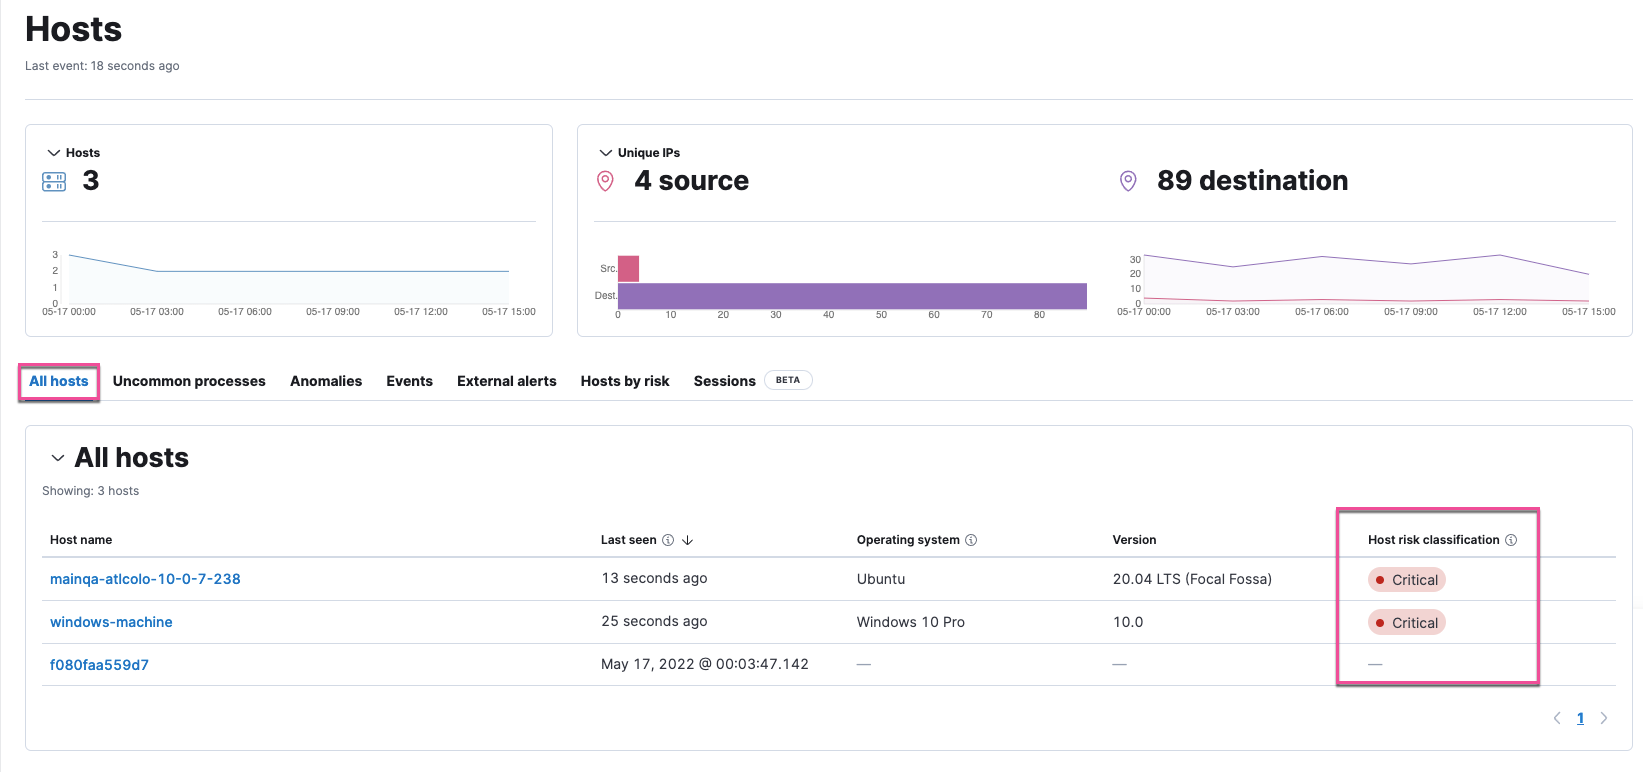 Hosts
Last event: 18 seconds ago
Hosts
3
3
2
1
0
05-17 00:00 05-17 03:00 05-17 06:00 05-17 09:00 05-17 12:00 05-17 15:00
Unique IPs
4 source
89 destination
Src.
Dest.
0 10 20 30 40 50 60 70 80
30
20
10
0
05-17 00:00 05-17 03:00 05-17 06:00 05-17 09:00 05-17 12:00 05-17 15:00
All hosts Uncommon processes Anomalies Events External alerts Hosts by risk Sessions BETA
All hosts
Showing: 3 hosts
Host name Last seen Operating system Version Host risk classification
mainqa-atlcolo-10-0-7-238 13 seconds ago Ubuntu 20.04 LTS (Focal Fossa) Critical
windows-machine 25 seconds ago Windows 10 Pro 10.0 Critical
f080faa559d7 May 17, 2022 @ 00:03:47.142 — — —
1